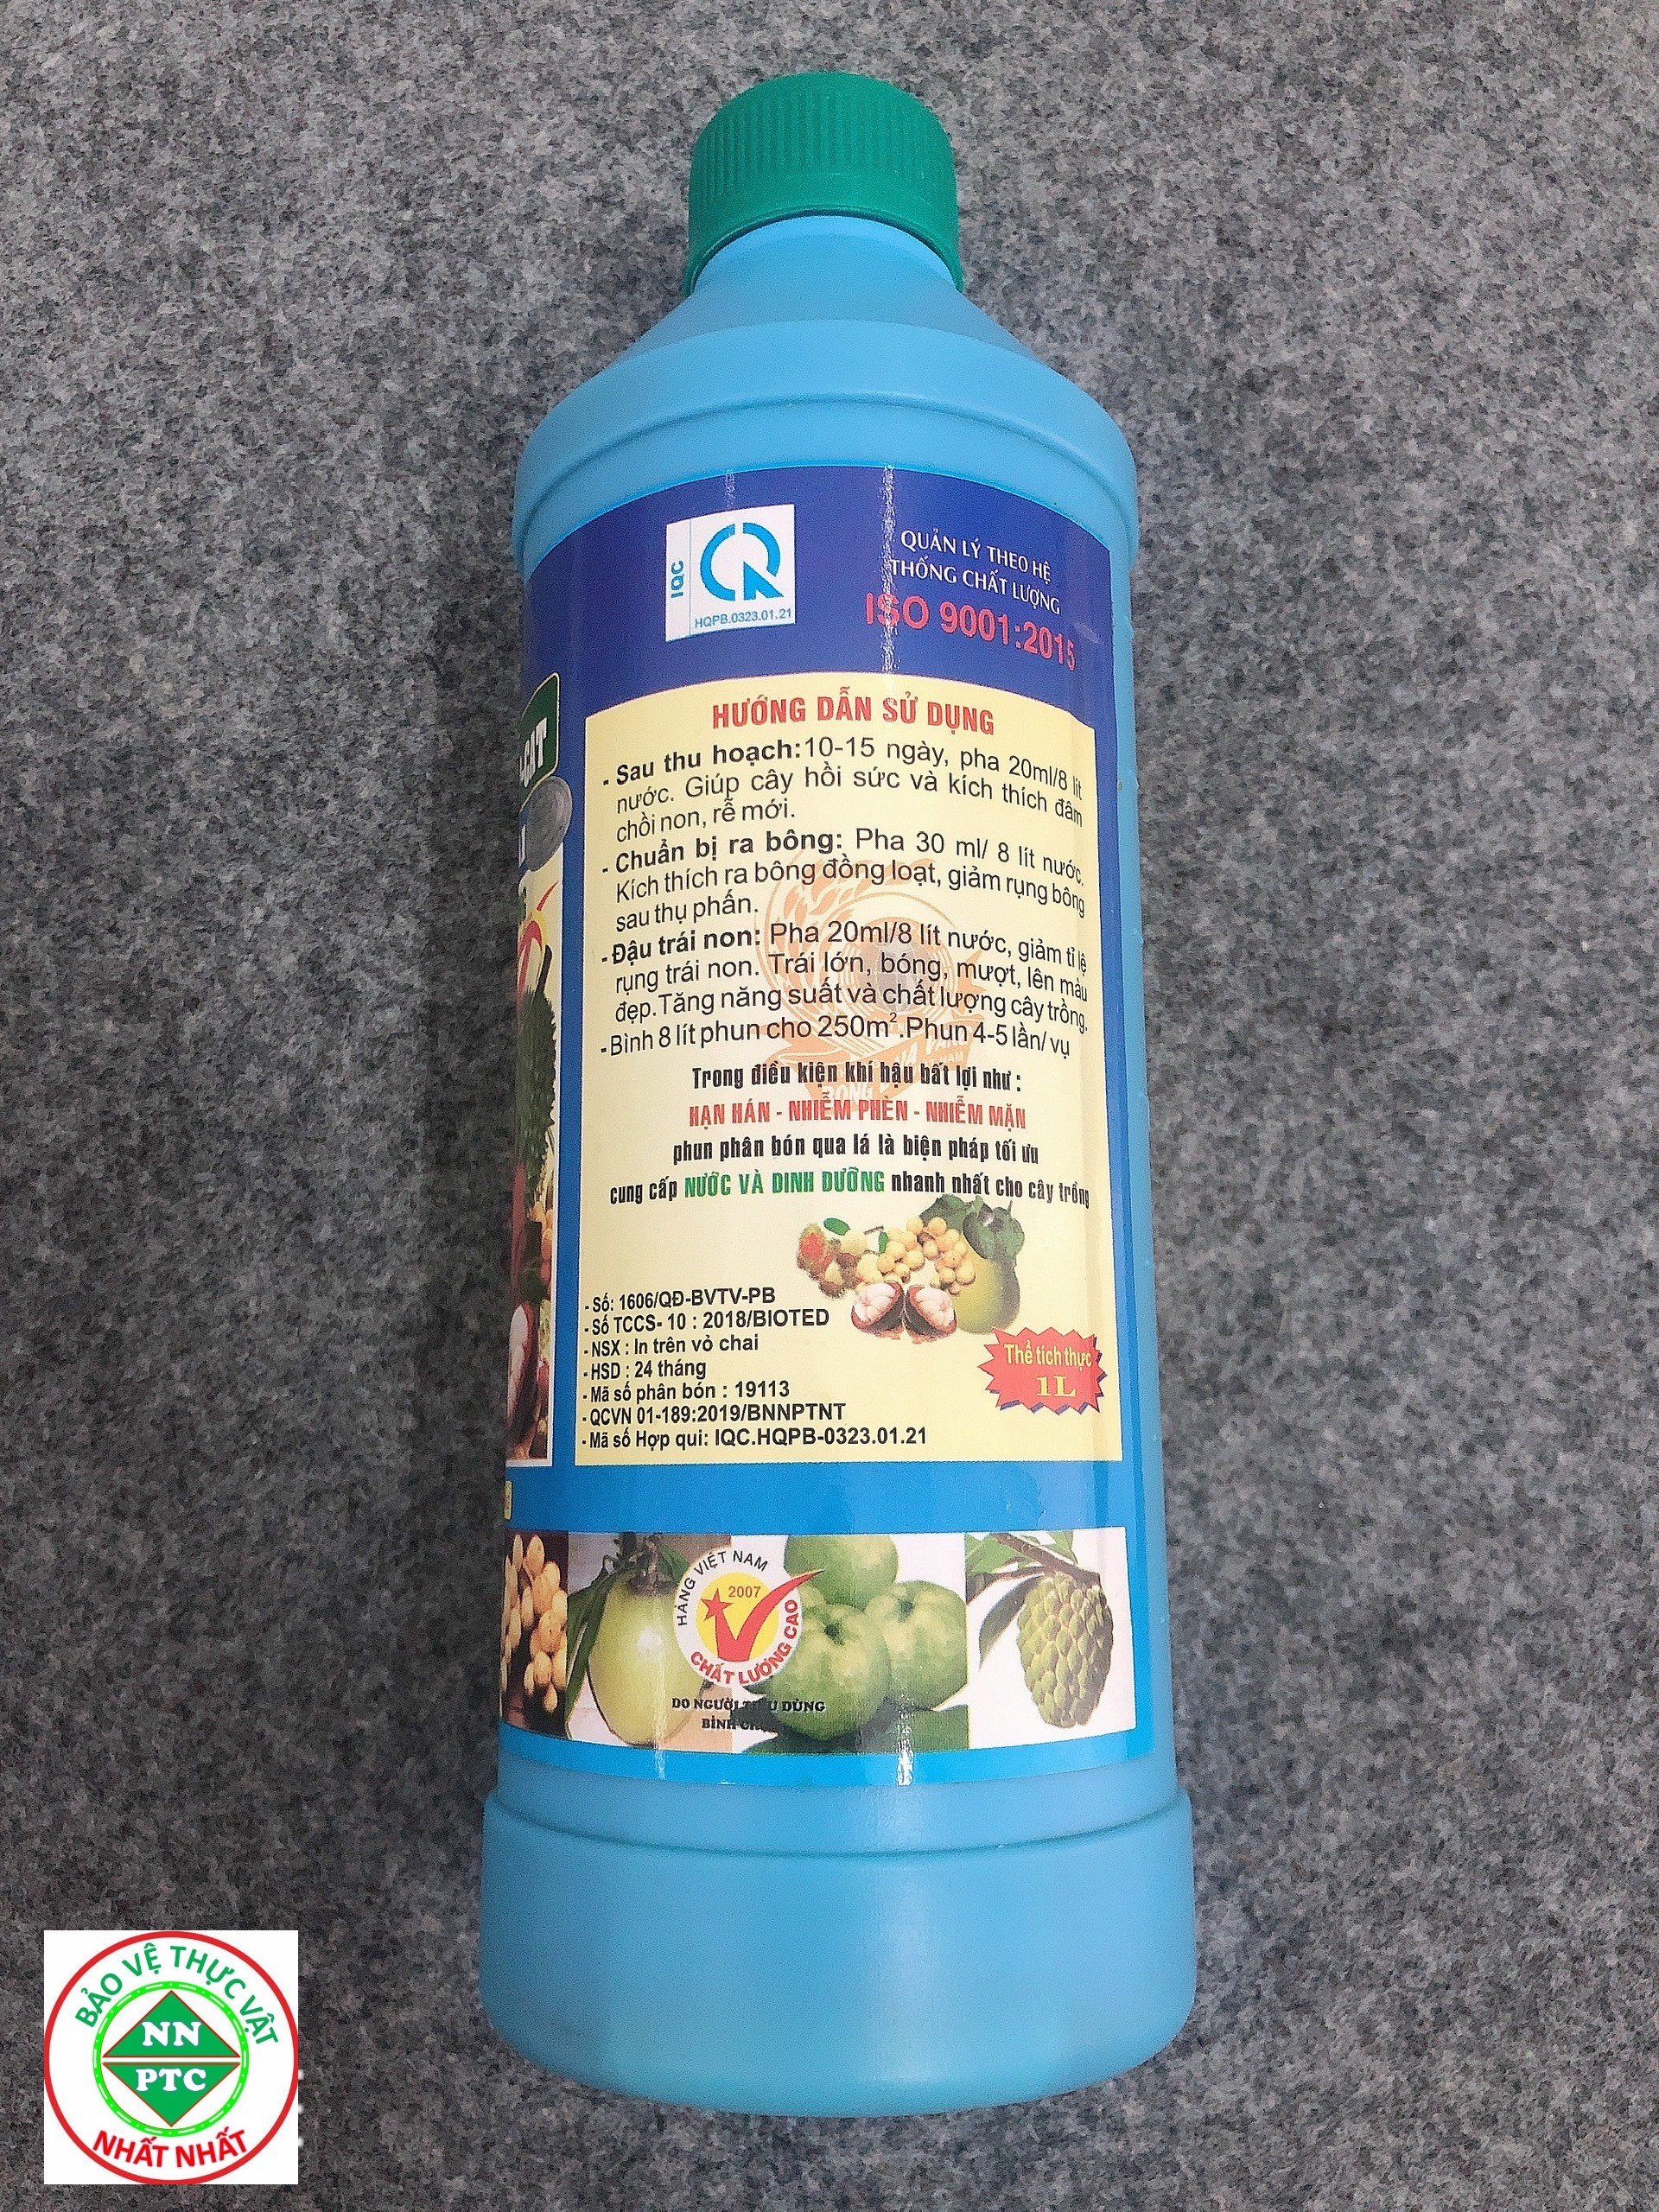 IQC
HQPB.0323.01.21
QUẢN LÝ THEO HỆ
THỐNG CHẤT LƯỢNG
ISO 9001:2015
HƯỚNG DẪN SỬ DỤNG
- Sau thu hoạch:10-15 ngày, pha 20ml/8 lít
nước. Giúp cây hồi sức và kích thích đâm
chồi non, rễ mới.
- Chuẩn bị ra bông: Pha 30 ml/ 8 lít nước.
Kích thích ra bông đồng loạt, giảm rụng bông
sau thụ phấn.
- Đậu trái non: Pha 20ml/8 lít nước, giảm tỉ lệ
rụng trái non. Trái lớn, bóng, mượt, lên màu
đẹp.Tăng năng suất và chất lượng cây trồng.
- Bình 8 lít phun cho 250m².Phun 4-5 lần/ vụ
Trong điều kiện khí hậu bất lợi như :
HẠN HÁN - NHIỄM PHÈN - NHIỄM MẶN
phun phân bón qua lá là biện pháp tối ưu
cung cấp NƯỚC VÀ DINH DƯỠNG nhanh nhất cho cây trồng
- Số: 1606/QĐ-BVTV-PB
- Số TCCS- 10 : 2018/BIOTED
- NSX : In trên vỏ chai
- HSD : 24 tháng
- Mã số phân bón : 19113
- QCVN 01-189:2019/BNNPTNT
- Mã số Hợp qui: IQC.HQPB-0323.01.21
Thể tích thực
1L
HÀNG VIỆT NAM
2007
CHẤT LƯỢNG CAO
DO NGƯỜI TIÊU DÙNG
BÌNH
BẢO VỆ THỰC VẬT
NN
PTC
NHẤT NHẤT